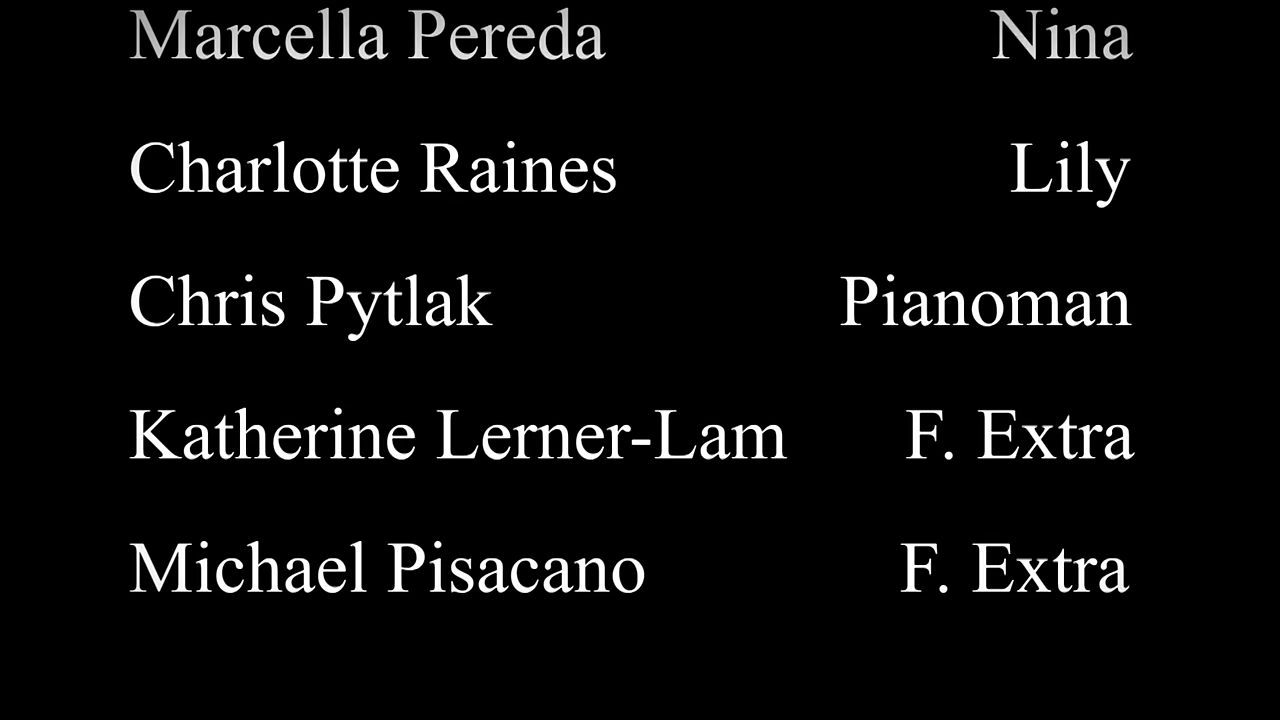 Marcella Pereda Nina
Charlotte Raines Lily
Chris Pytlak Pianoman
Katherine Lerner-Lam F. Extra
Michael Pisacano F. Extra